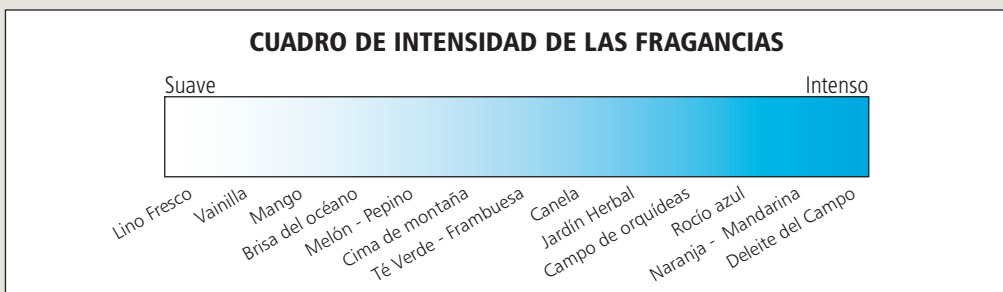 CUADRO DE INTENSIDAD DE LAS FRAGANCIAS
Suave
Intenso
Lino Fresco
Vainilla
Mango
Brisa del océano
Melón - Pepino
Cima de montaña
Té Verde - Frambuesa
Canela
Jardín Herbal
Campo de orquídeas
Rocío azul
Naranja - Mandarina
Deleite del Campo